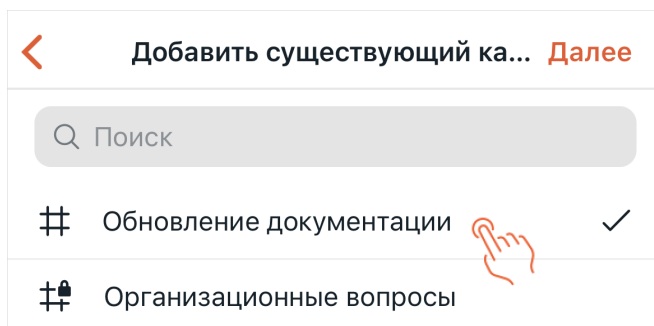 Добавить существующий ка... Далее
Поиск
Обновление документации
Организационные вопросы